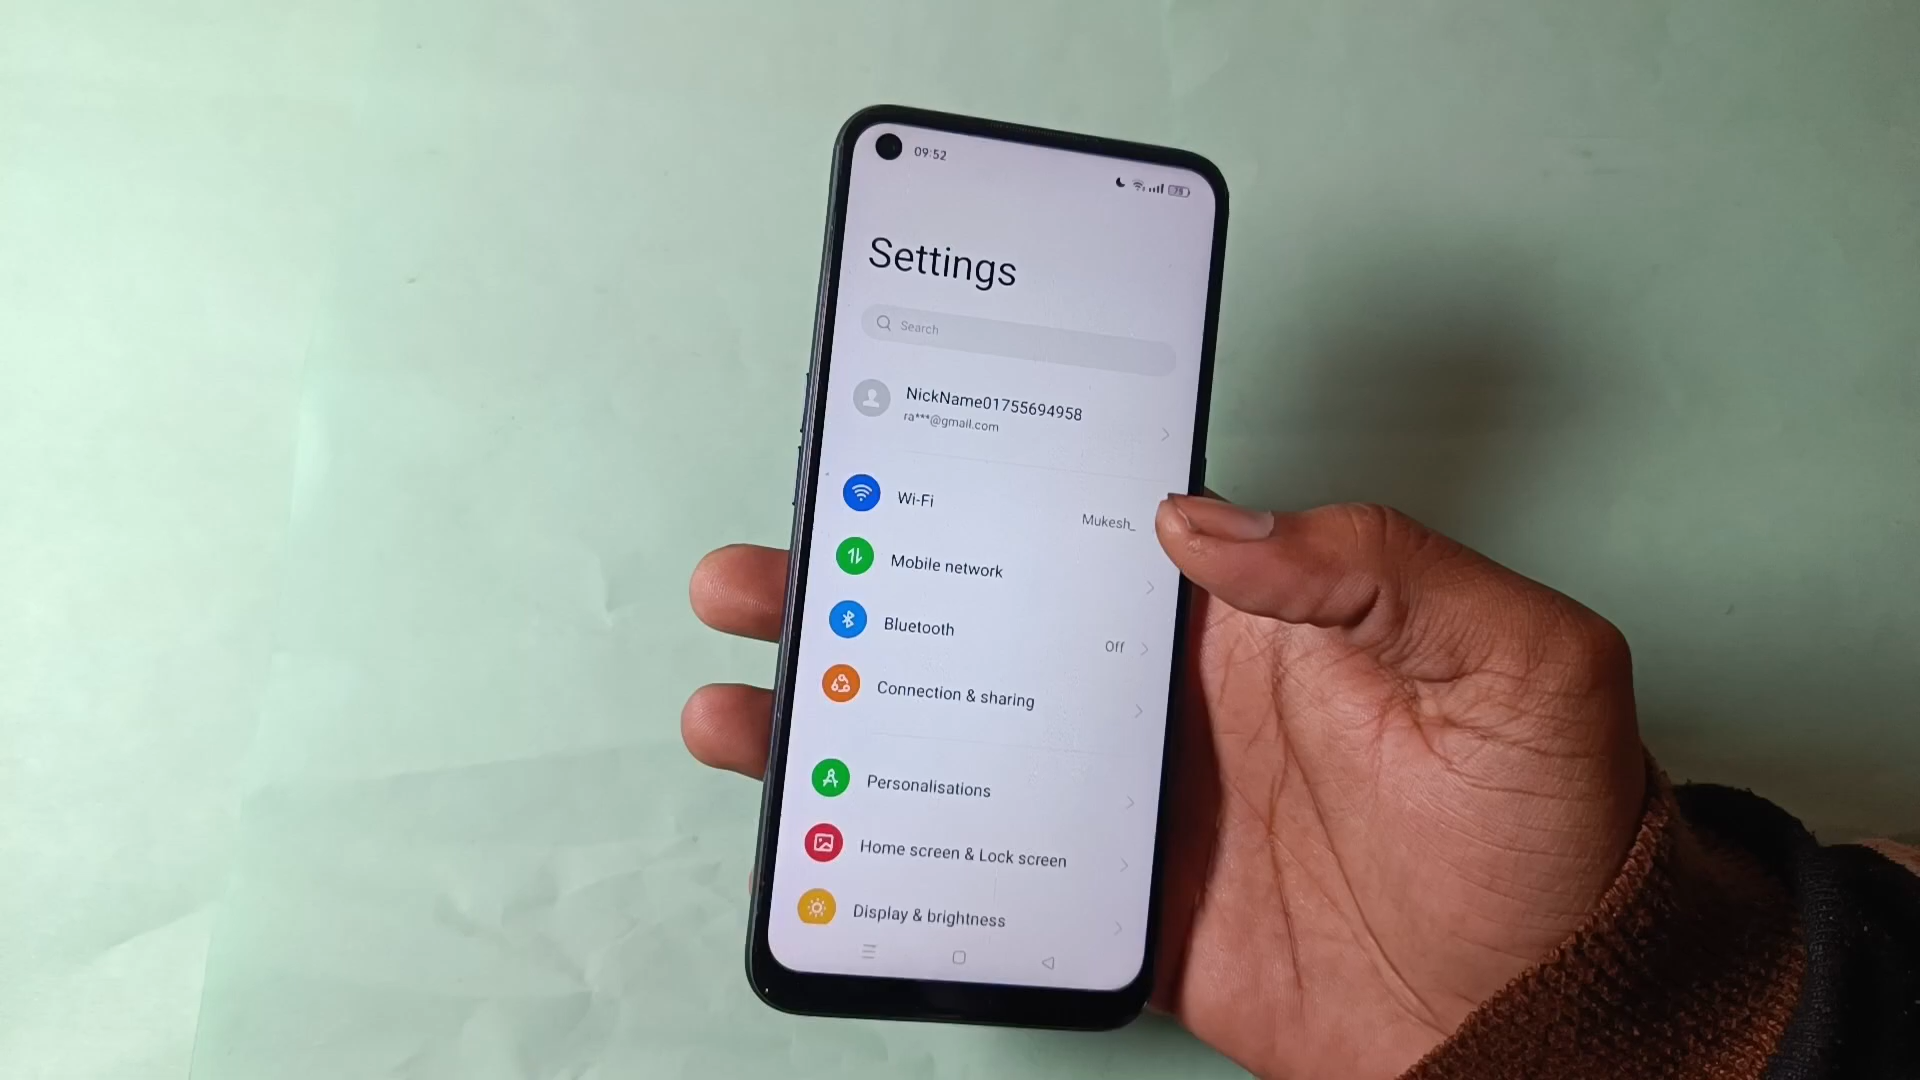 09:52
Settings
Search
NickName01755694958
ra***@gmail.com
Wi-Fi
Mukesh_
Mobile network
Bluetooth
Off
Connection & sharing
Personalisations
Home screen & Lock screen
Display & brightness